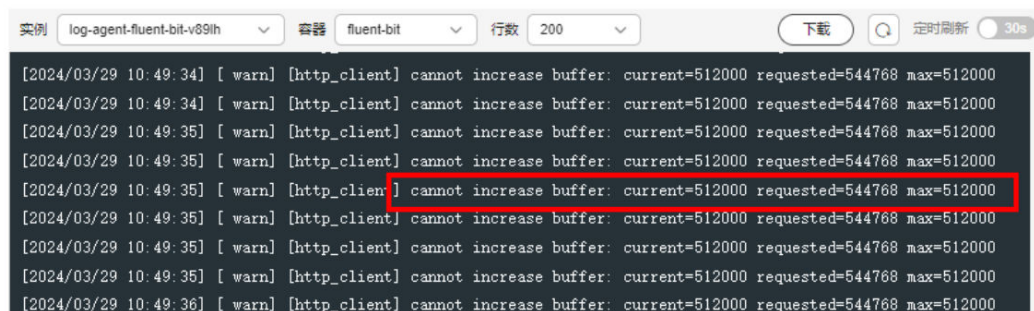 实例 log-agent-fluent-bit-v89lh 容器 fluent-bit 行数 200 下载 定时刷新 30s
[2024/03/29 10:49:34] [ warn] [http_client] cannot increase buffer: current=512000 requested=544768 max=512000
[2024/03/29 10:49:34] [ warn] [http_client] cannot increase buffer: current=512000 requested=544768 max=512000
[2024/03/29 10:49:35] [ warn] [http_client] cannot increase buffer: current=512000 requested=544768 max=512000
[2024/03/29 10:49:35] [ warn] [http_client] cannot increase buffer: current=512000 requested=544768 max=512000
[2024/03/29 10:49:35] [ warn] [http_client] cannot increase buffer: current=512000 requested=544768 max=512000
[2024/03/29 10:49:35] [ warn] [http_client] cannot increase buffer: current=512000 requested=544768 max=512000
[2024/03/29 10:49:35] [ warn] [http_client] cannot increase buffer: current=512000 requested=544768 max=512000
[2024/03/29 10:49:35] [ warn] [http_client] cannot increase buffer: current=512000 requested=544768 max=512000
[2024/03/29 10:49:36] [ warn] [http_client] cannot increase buffer: current=512000 requested=544768 max=512000